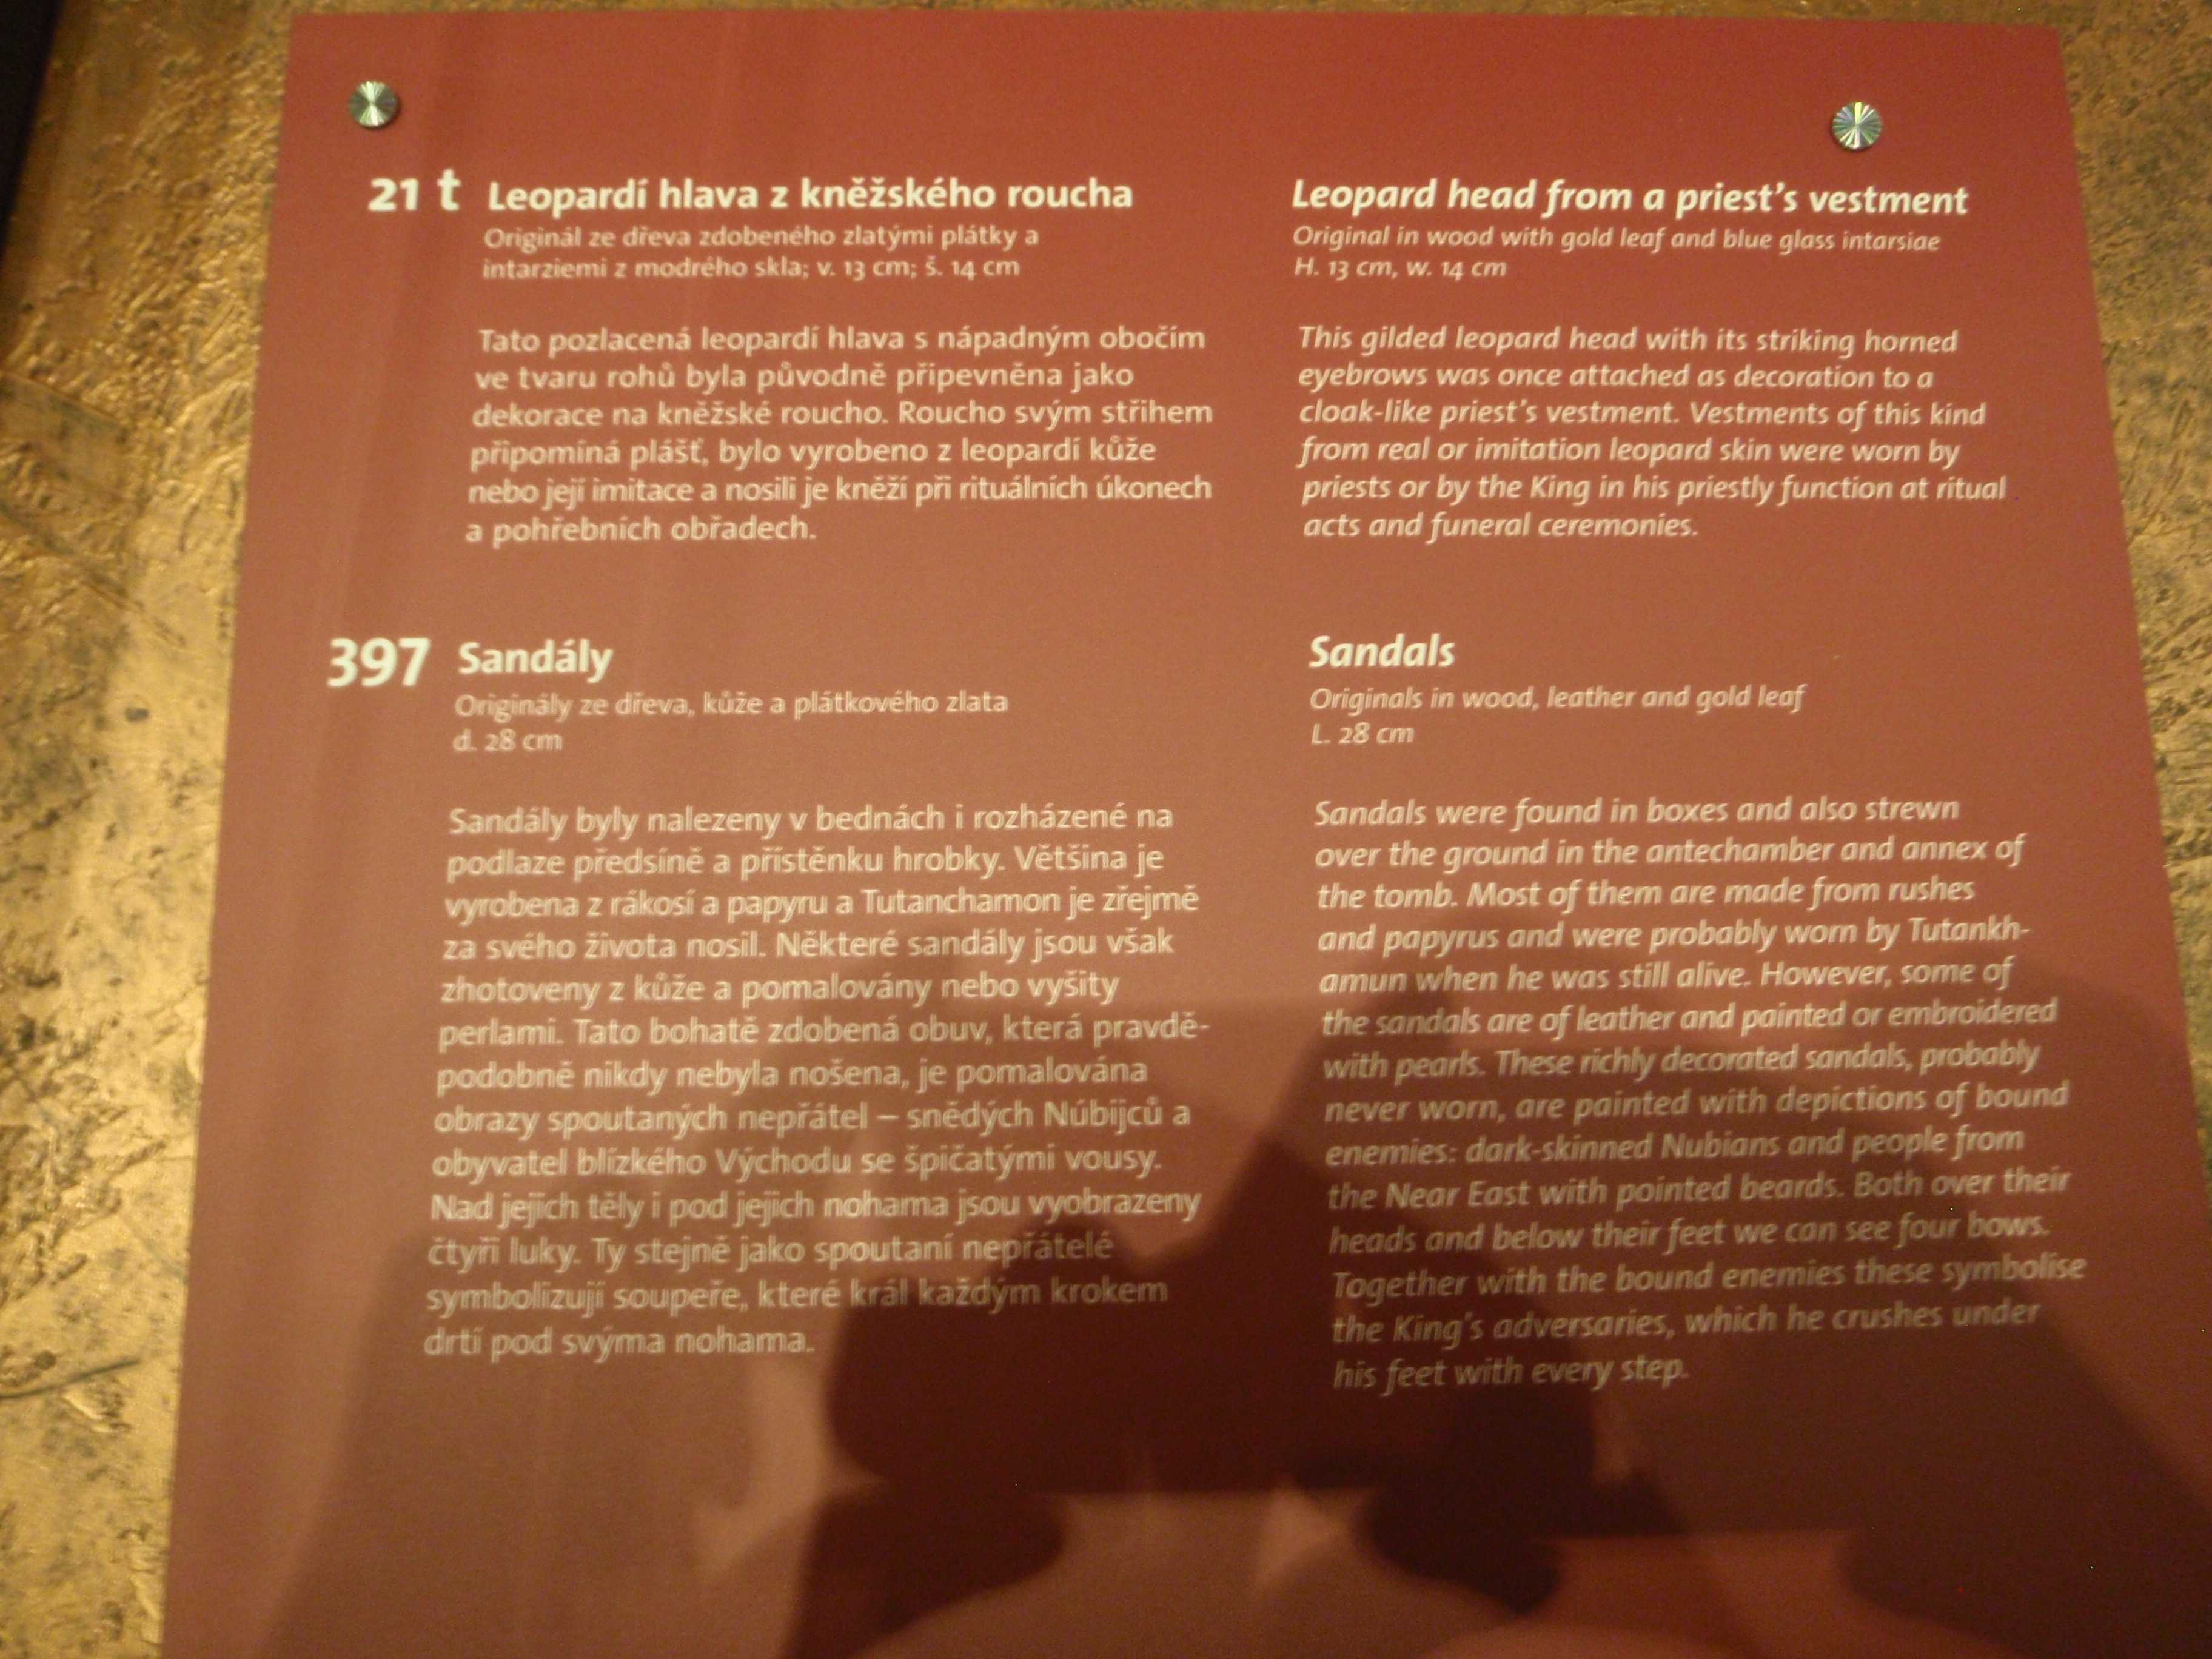 21 t Leopardí hlava z kněžského roucha
Originál ze dřeva zdobeného zlatými plátky a
intarziemi z modrého skla; v. 13 cm; š. 14 cm
Tato pozlacená leopardí hlava s nápadným obočím
ve tvaru rohů byla původně připevněna jako
dekorace na kněžské roucho. Roucho svým střihem
připomíná plášť, bylo vyrobeno z leopardí kůže
nebo její imitace a nosili je kněží při rituálních úkonech
a pohřebních obřadech.
397 Sandály
Originály ze dřeva, kůže a plátkového zlata
d. 28 cm
Sandály byly nalezeny v bednách i rozházené na
podlaze předsíně a přístěnku hrobky. Většina je
vyrobena z rákosí a papyru a Tutanchamon je zřejmě
za svého života nosil. Některé sandály jsou však
zhotoveny z kůže a pomalovány nebo vyšity
perlami. Tato bohatě zdobená obuv, která pravdě-
podobně nikdy nebyla nošena, je pomalována
obrazy spoutaných nepřátel – snědých Núbijců a
obyvatel blízkého Východu se špičatými vousy.
Nad jejich těly i pod jejich nohama jsou vyobrazeny
čtyři luky. Ty stejně jako spoutaní nepřátelé
symbolizují soupeře, které král každým krokem
drtí pod svýma nohama.
Leopard head from a priest's vestment
Original in wood with gold leaf and blue glass intarsiae
H. 13 cm, w. 14 cm
This gilded leopard head with its striking horned
eyebrows was once attached as decoration to a
cloak-like priest's vestment. Vestments of this kind
from real or imitation leopard skin were worn by
priests or by the King in his priestly function at ritual
acts and funeral ceremonies.
Sandals
Originals in wood, leather and gold leaf
L. 28 cm
Sandals were found in boxes and also strewn
over the ground in the antechamber and annex of
the tomb. Most of them are made from rushes
and papyrus and were probably worn by Tutankh-
amun when he was still alive. However, some of
the sandals are of leather and painted or embroidered
with pearls. These richly decorated sandals, probably
never worn, are painted with depictions of bound
enemies: dark-skinned Nubians and people from
the Near East with pointed beards. Both over their
heads and below their feet we can see four bows.
Together with the bound enemies these symbolise
the King's adversaries, which he crushes under
his feet with every step.